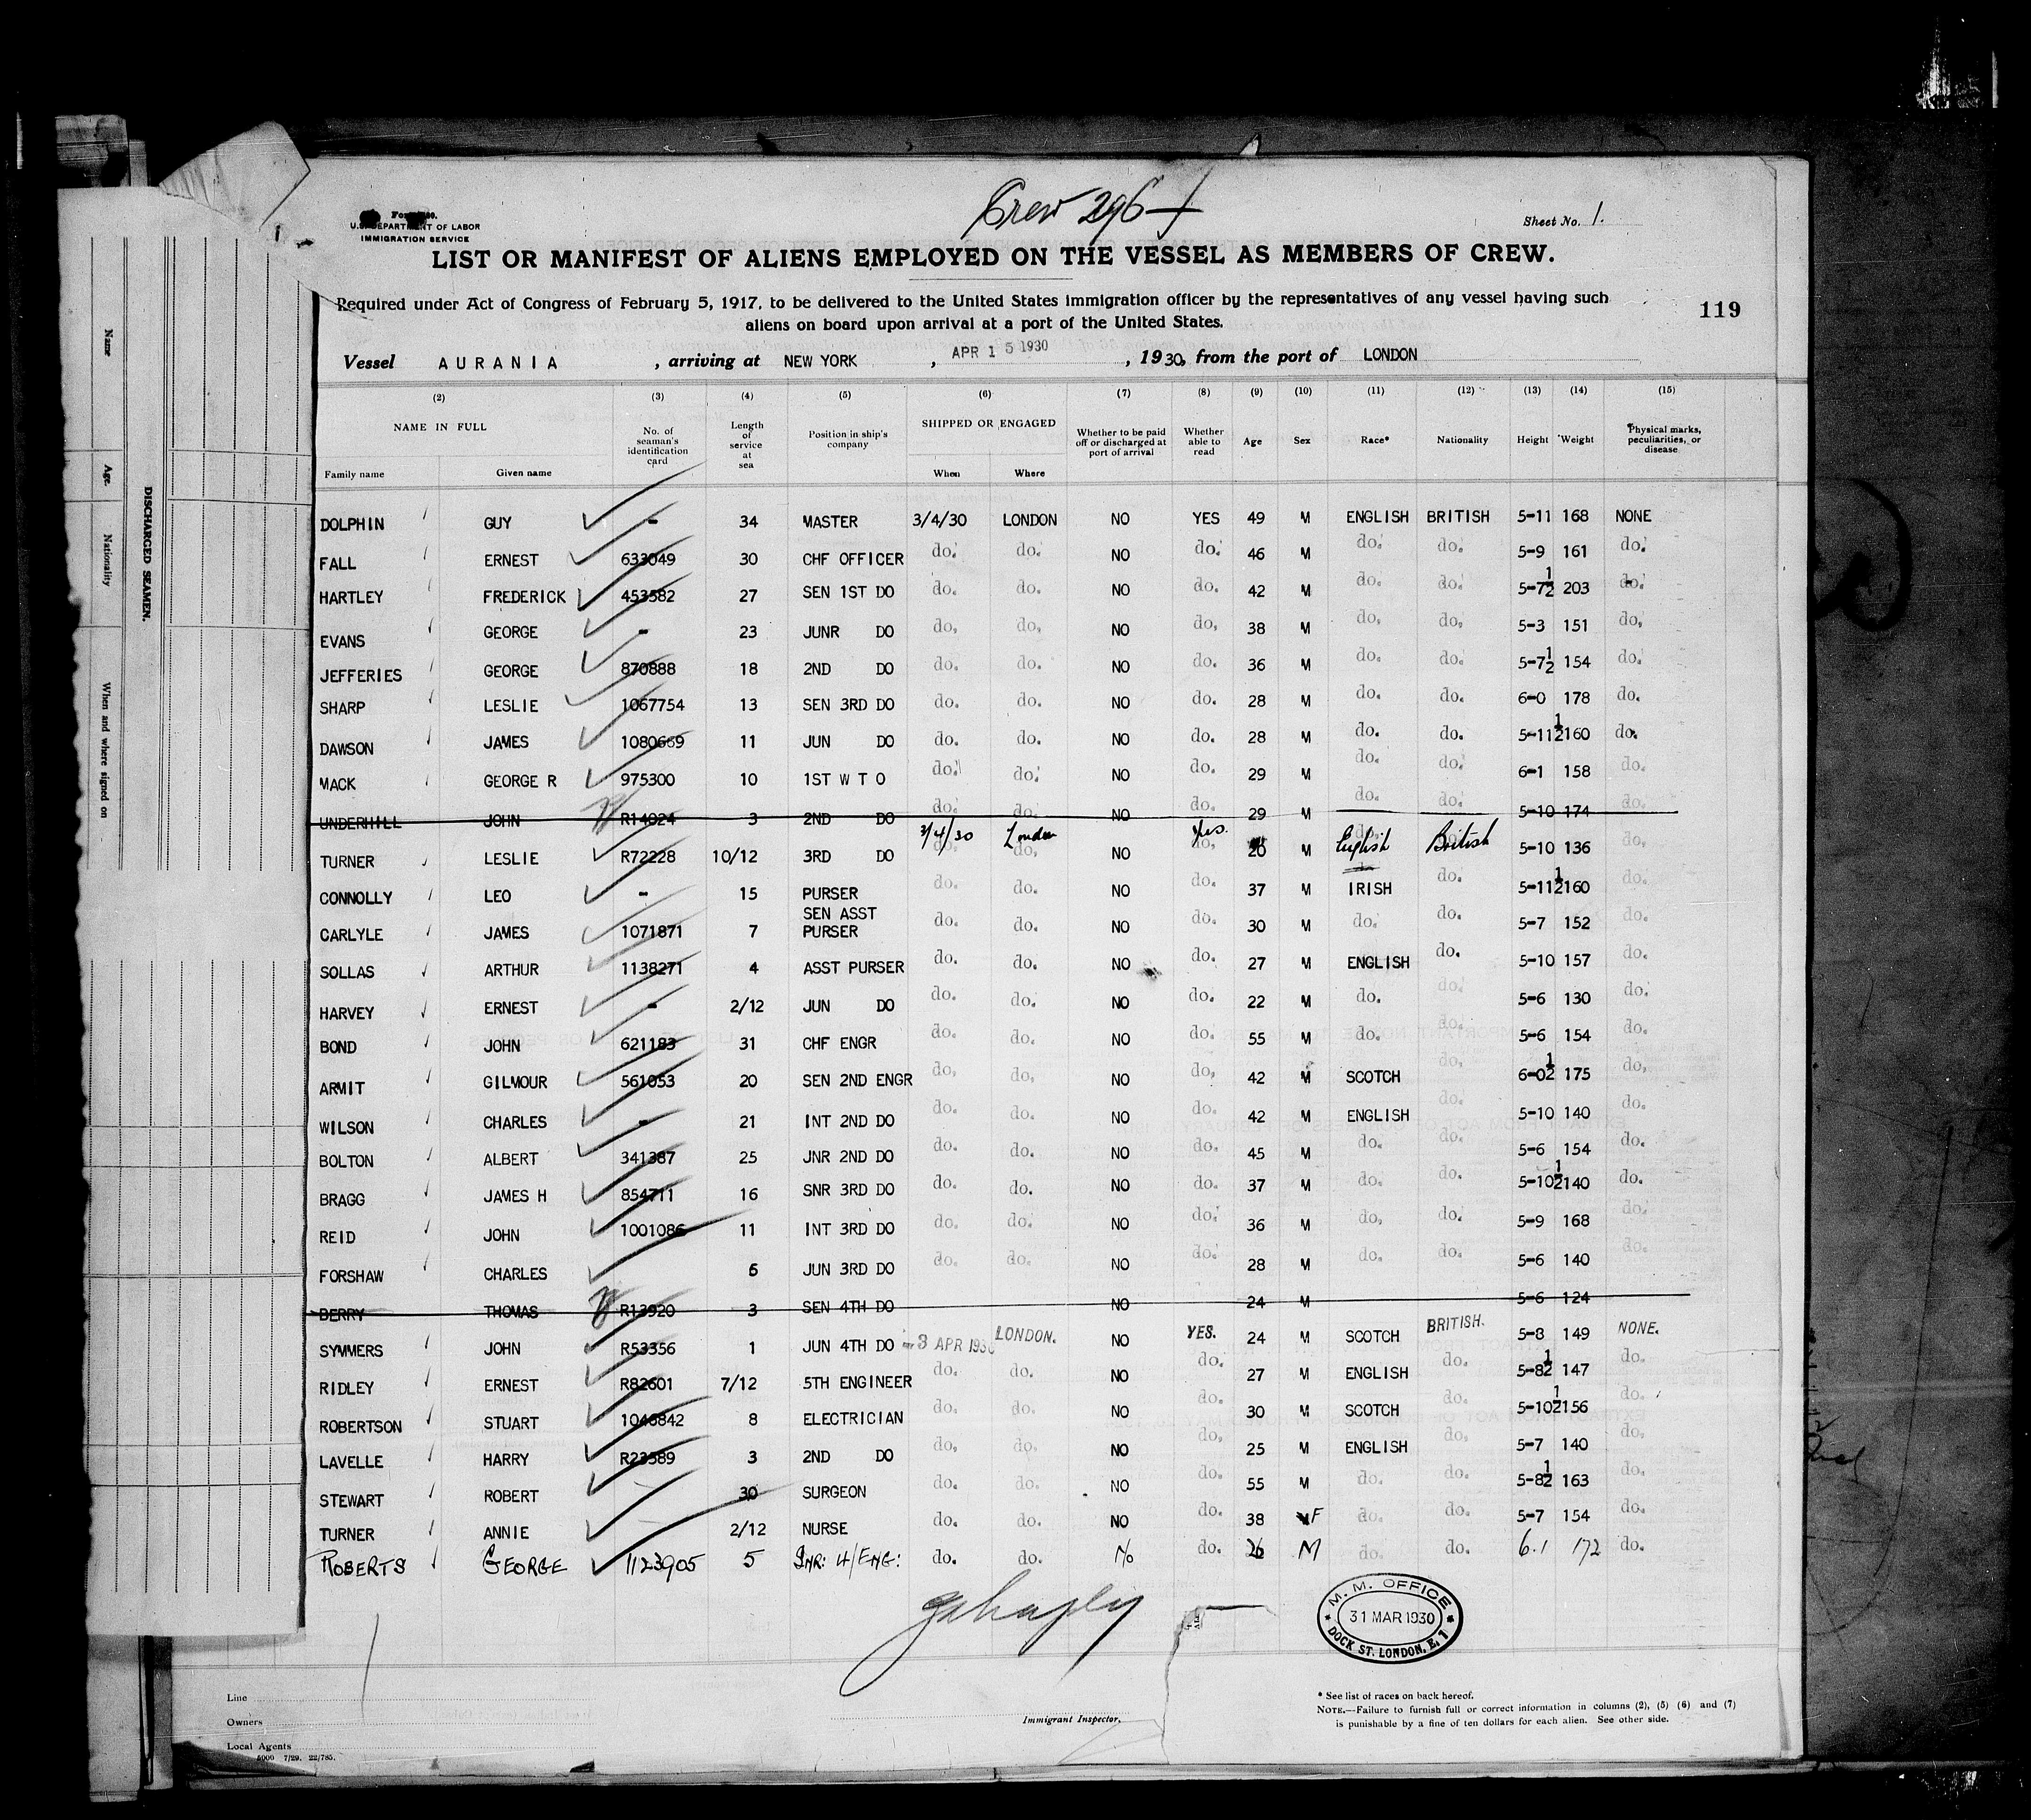 Crew 296
Sheet No. 1.
U.S. DEPARTMENT OF LABOR
IMMIGRATION SERVICE
LIST OR MANIFEST OF ALIENS EMPLOYED ON THE VESSEL AS MEMBERS OF CREW.
Required under Act of Congress of February 5, 1917, to be delivered to the United States immigration officer by the representatives of any vessel having such
aliens on board upon arrival at a port of the United States.
119
Vessel AURANIA , arriving at NEW YORK , APR 15 1930 , 1930, from the port of LONDON
(2) (3) (4) (5) (6) (7) (8) (9) (10) (11) (12) (13) (14) (15)
NAME IN FULL No. of seaman's identification card Length of service at sea Position in ship's company SHIPPED OR ENGAGED Whether to be paid off or discharged at port of arrival Whether able to read Age Sex Race* Nationality Height Weight Physical marks, peculiarities, or disease
Family name Given name When Where
DOLPHIN GUY - 34 MASTER 3/4/30 LONDON NO YES 49 M ENGLISH BRITISH 5-11 168 NONE
FALL ERNEST 633049 30 CHF OFFICER do. do. NO do. 46 M do. do. 5-9 161 do.
HARTLEY FREDERICK 453582 27 SEN 1ST DO do. do. NO do. 42 M do. do. 5-7½ 203 do.
EVANS GEORGE - 23 JUNR DO do. do. NO do. 38 M do. do. 5-3 151 do.
JEFFERIES GEORGE 870888 18 2ND DO do. do. NO do. 36 M do. do. 5-7½ 154 do.
SHARP LESLIE 1067754 13 SEN 3RD DO do. do. NO do. 28 M do. do. 6-0 178 do.
DAWSON JAMES 1080669 11 JUN DO do. do. NO do. 28 M do. do. 5-11½ 160 do.
MACK GEORGE R 975300 10 1ST W T O do. do. NO do. 29 M do. do. 6-1 158 do.
UNDERHILL JOHN R14024 3 2ND DO do. do. NO do. 29 M do. do. 5-10 174 do.
TURNER LESLIE R72228 10/12 3RD DO 3/4/30 London NO Yes. 20 M English British 5-10 136 do.
CONNOLLY LEO - 15 PURSER do. do. NO do. 37 M IRISH do. 5-11½ 160 do.
CARLYLE JAMES 1071871 7 SEN ASST PURSER do. do. NO do. 30 M do. do. 5-7 152 do.
SOLLAS ARTHUR 1138271 4 ASST PURSER do. do. NO do. 27 M ENGLISH do. 5-10 157 do.
HARVEY ERNEST - 2/12 JUN DO do. do. NO do. 22 M do. do. 5-6 130 do.
BOND JOHN 621183 31 CHF ENGR do. do. NO do. 55 M do. do. 5-6 154 do.
ARMIT GILMOUR 561053 20 SEN 2ND ENGR do. do. NO do. 42 M SCOTCH do. 6-0½ 175 do.
WILSON CHARLES - 21 INT 2ND DO do. do. NO do. 42 M ENGLISH do. 5-10 140 do.
BOLTON ALBERT 341387 25 JNR 2ND DO do. do. NO do. 45 M do. do. 5-6 154 do.
BRAGG JAMES H 854711 16 SNR 3RD DO do. do. NO do. 37 M do. do. 5-10½ 140 do.
REID JOHN 1001086 11 INT 3RD DO do. do. NO do. 36 M do. do. 5-9 168 do.
FORSHAW CHARLES 6 JUN 3RD DO do. do. NO do. 28 M do. do. 5-6 140 do.
BERRY THOMAS R13920 3 SEN 4TH DO NO 24 M 5-6 124
SYMMERS JOHN R53356 1 JUN 4TH DO -3 APR 1930 LONDON. NO YES. 24 M SCOTCH BRITISH. 5-8 149 NONE.
RIDLEY ERNEST R82601 7/12 5TH ENGINEER do. do. NO do. 27 M ENGLISH do. 5-8½ 147 do.
ROBERTSON STUART 1046842 8 ELECTRICIAN do. do. NO do. 30 M SCOTCH do. 5-10½ 156 do.
LAVELLE HARRY R23589 3 2ND DO do. do. NO do. 25 M ENGLISH do. 5-7 140 do.
STEWART ROBERT 30 SURGEON do. do. NO do. 55 M do. do. 5-8½ 163 do.
TURNER ANNIE 2/12 NURSE do. do. NO do. 38 F do. do. 5-7 154 do.
ROBERTS GEORGE 1123905 5 SNR: 4/ENG: do. do. No do. 26 M do. do. 6.1 172 do.
M. M. OFFICE
31 MAR 1930
DOCK ST. LONDON, E. 1
Line
Owners
Local Agents
5000 7/29. 22/785.
Immigrant Inspector.
* See list of races on back hereof.
NOTE.—Failure to furnish full or correct information in columns (2), (5) (6) and (7)
is punishable by a fine of ten dollars for each alien. See other side.
DISCHARGED SEAMEN.
Name
Age.
Nationality
When and where signed on